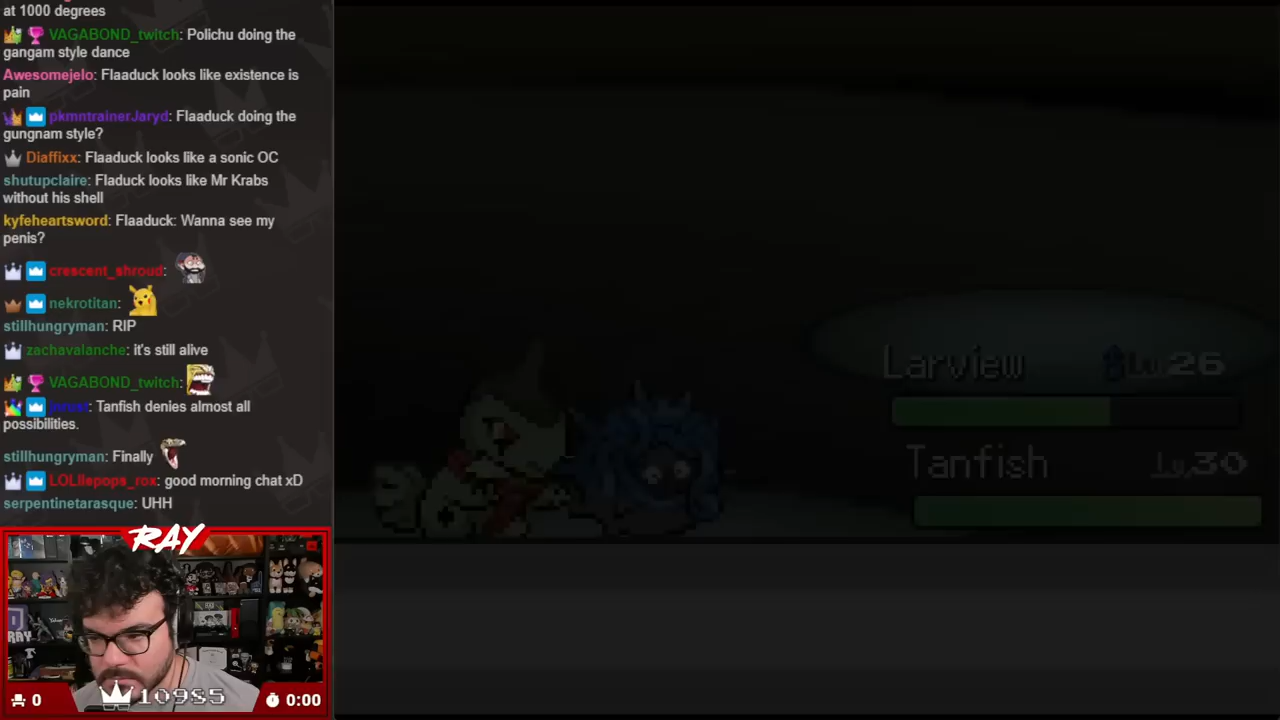 at 1000 degrees
VAGABOND_twitch: Polichu doing the
gangam style dance
Awesomejelo: Flaaduck looks like existence is
pain
pkmntrainerJaryd: Flaaduck doing the
gungnam style?
Diaffixx: Flaaduck looks like a sonic OC
shutupclaire: Fladuck looks like Mr Krabs
without his shell
kyfeheartsword: Flaaduck: Wanna see my
penis?
crescent_shroud:
nekrotitan:
stillhungryman: RIP
zachavalanche: it's still alive
VAGABOND_twitch:
Tanfish denies almost all
possibilities.
stillhungryman: Finally
LOLlIepops_rox: good morning chat xD
serpentinetarasque: UHH
RAY
RAY
0
10985
0:00
Larview Lv.26
Tanfish Lv.30